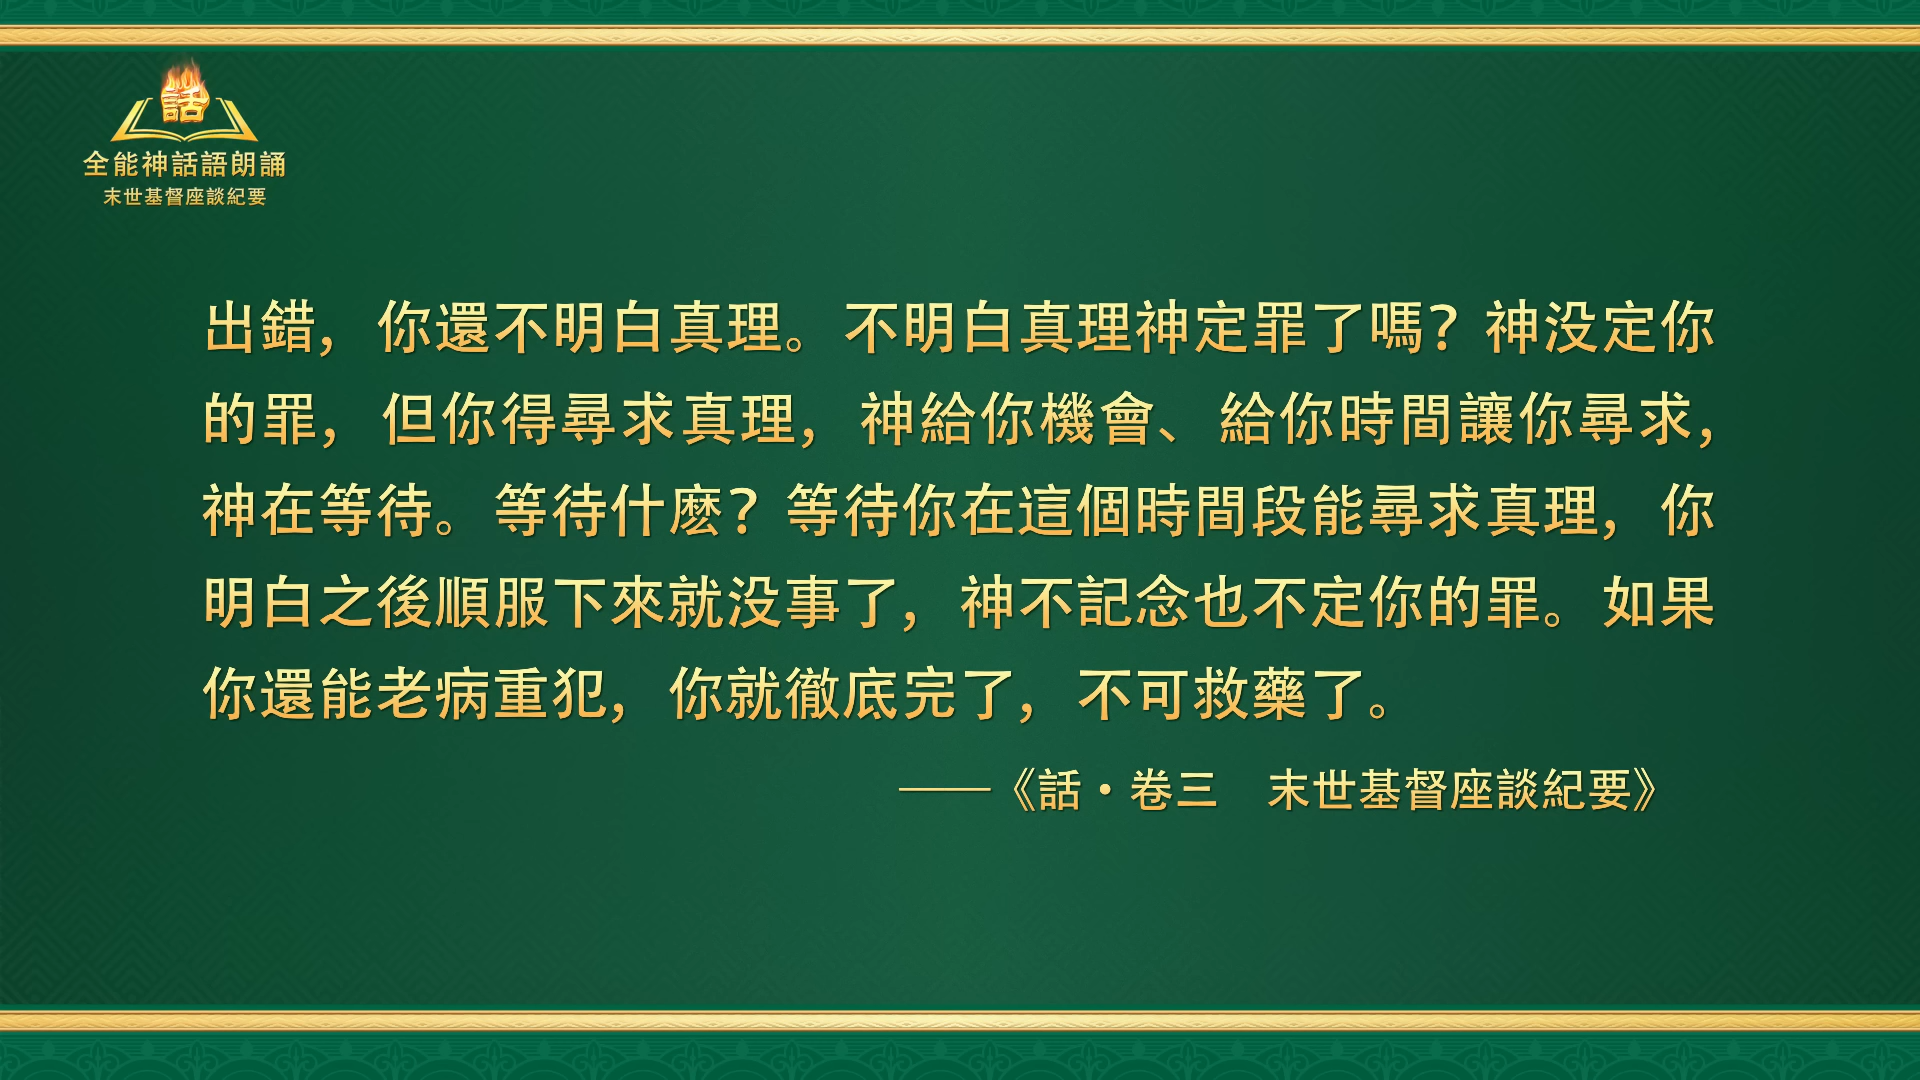 話
全能神話語朗誦
末世基督座談紀要
出錯，你還不明白真理。不明白真理神定罪了嗎？神没定你
的罪，但你得尋求真理，神給你機會、給你時間讓你尋求，
神在等待。等待什麽？等待你在這個時間段能尋求真理，你
明白之後順服下來就没事了，神不記念也不定你的罪。如果
你還能老病重犯，你就徹底完了，不可救藥了。
——《話・卷三　末世基督座談紀要》